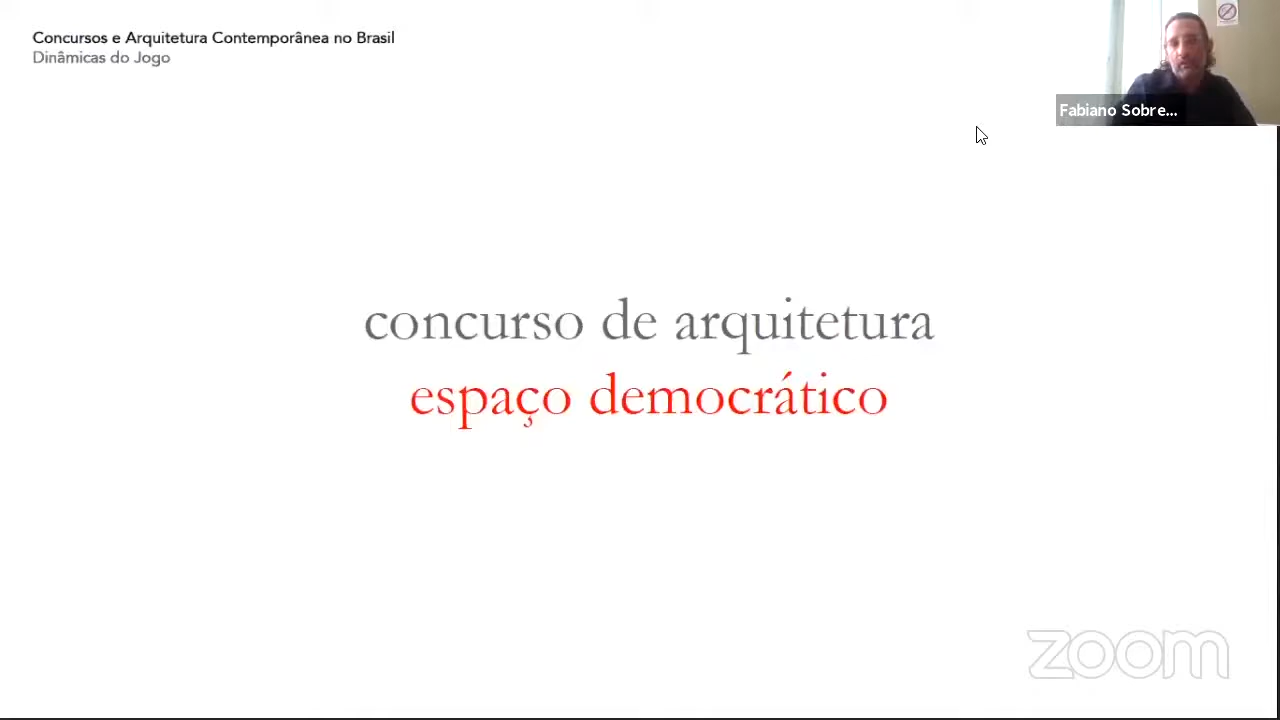 Concursos e Arquitetura Contemporânea no Brasil
Dinâmicas do Jogo
Fabiano Sobre...
concurso de arquitetura
espaço democrático
zoom